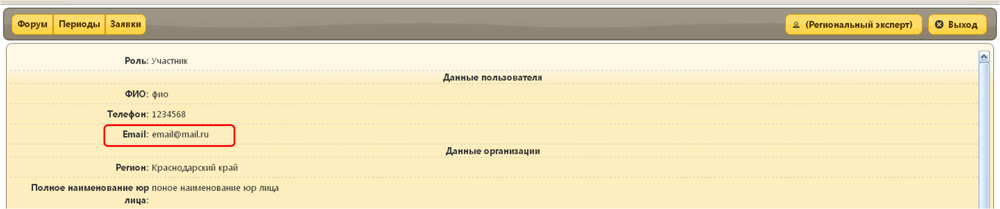 Форум Периоды Заявки (Региональный эксперт) Выход
Роль: Участник
Данные пользователя
ФИО: фио
Телефон: 1234568
Email: email@mail.ru
Данные организации
Регион: Краснодарский край
Полное наименование юр поное наименование юр лица
лица: